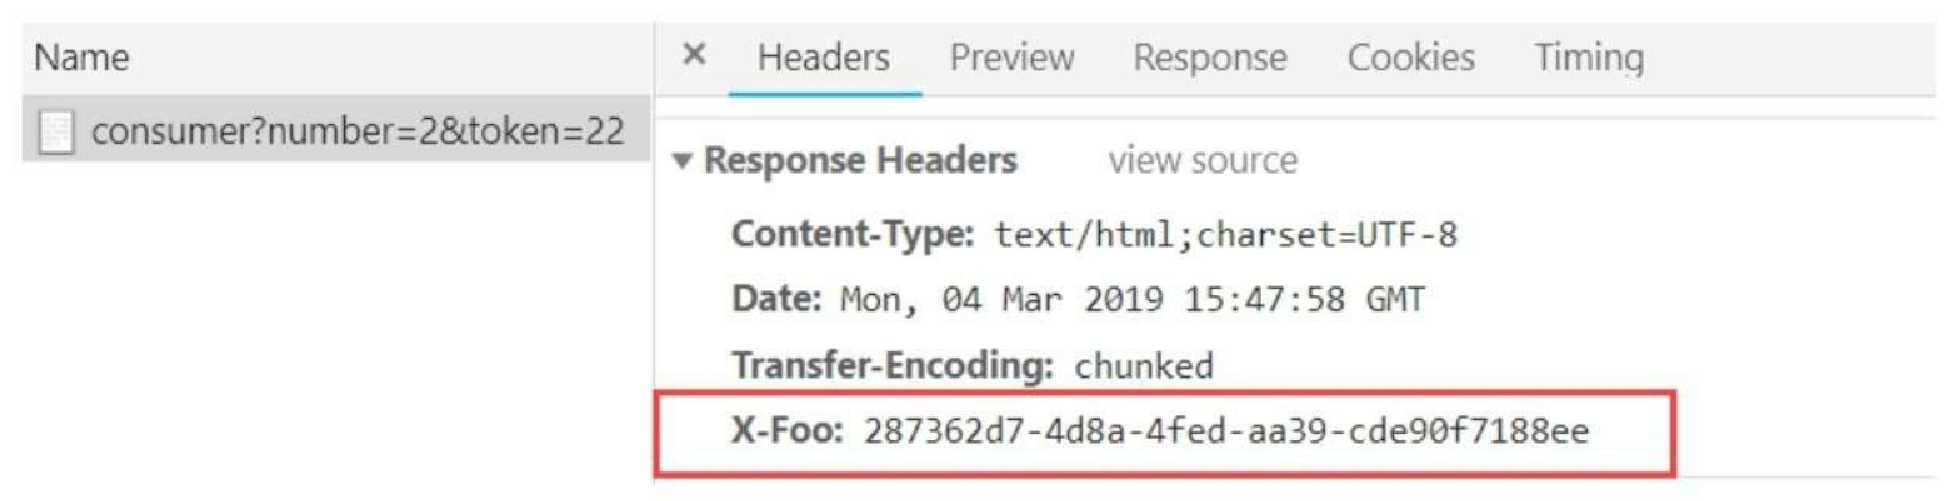 Name
× Headers Preview Response Cookies Timing
consumer?number=2&token=22
▼ Response Headers view source
Content-Type: text/html;charset=UTF-8
Date: Mon, 04 Mar 2019 15:47:58 GMT
Transfer-Encoding: chunked
X-Foo: 287362d7-4d8a-4fed-aa39-cde90f7188ee